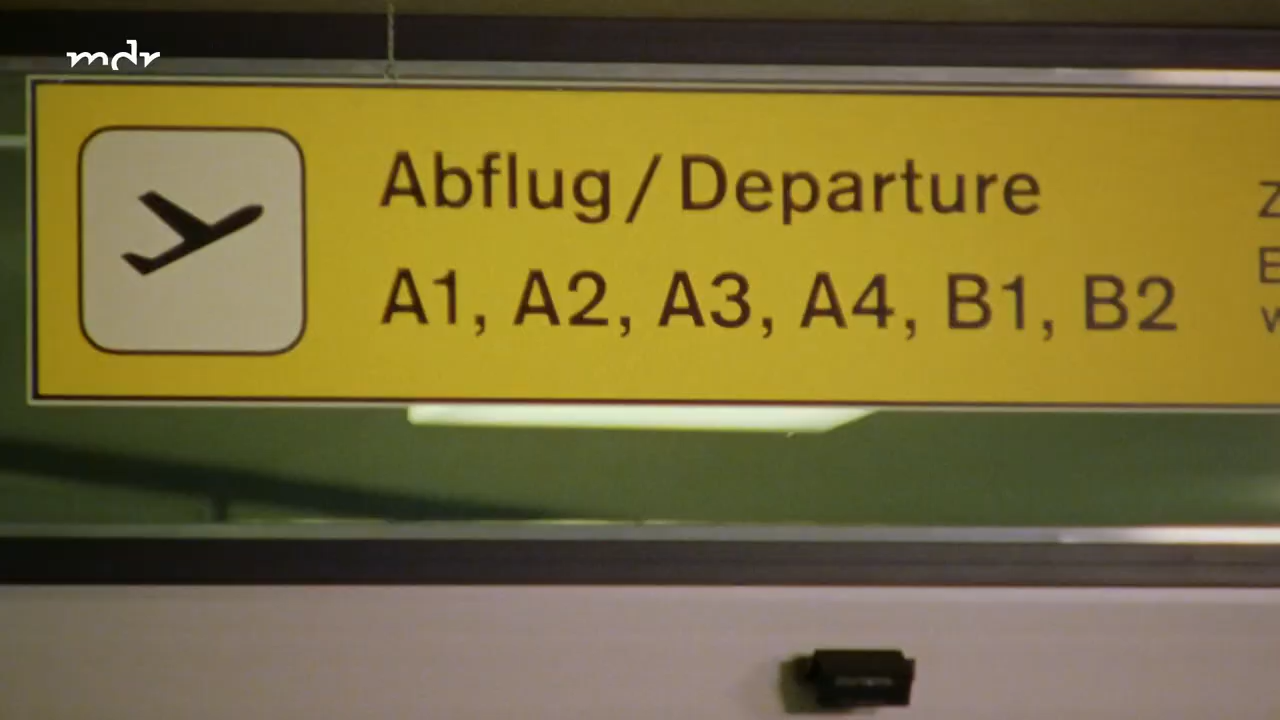 mdr
Abflug / Departure
A1, A2, A3, A4, B1, B2